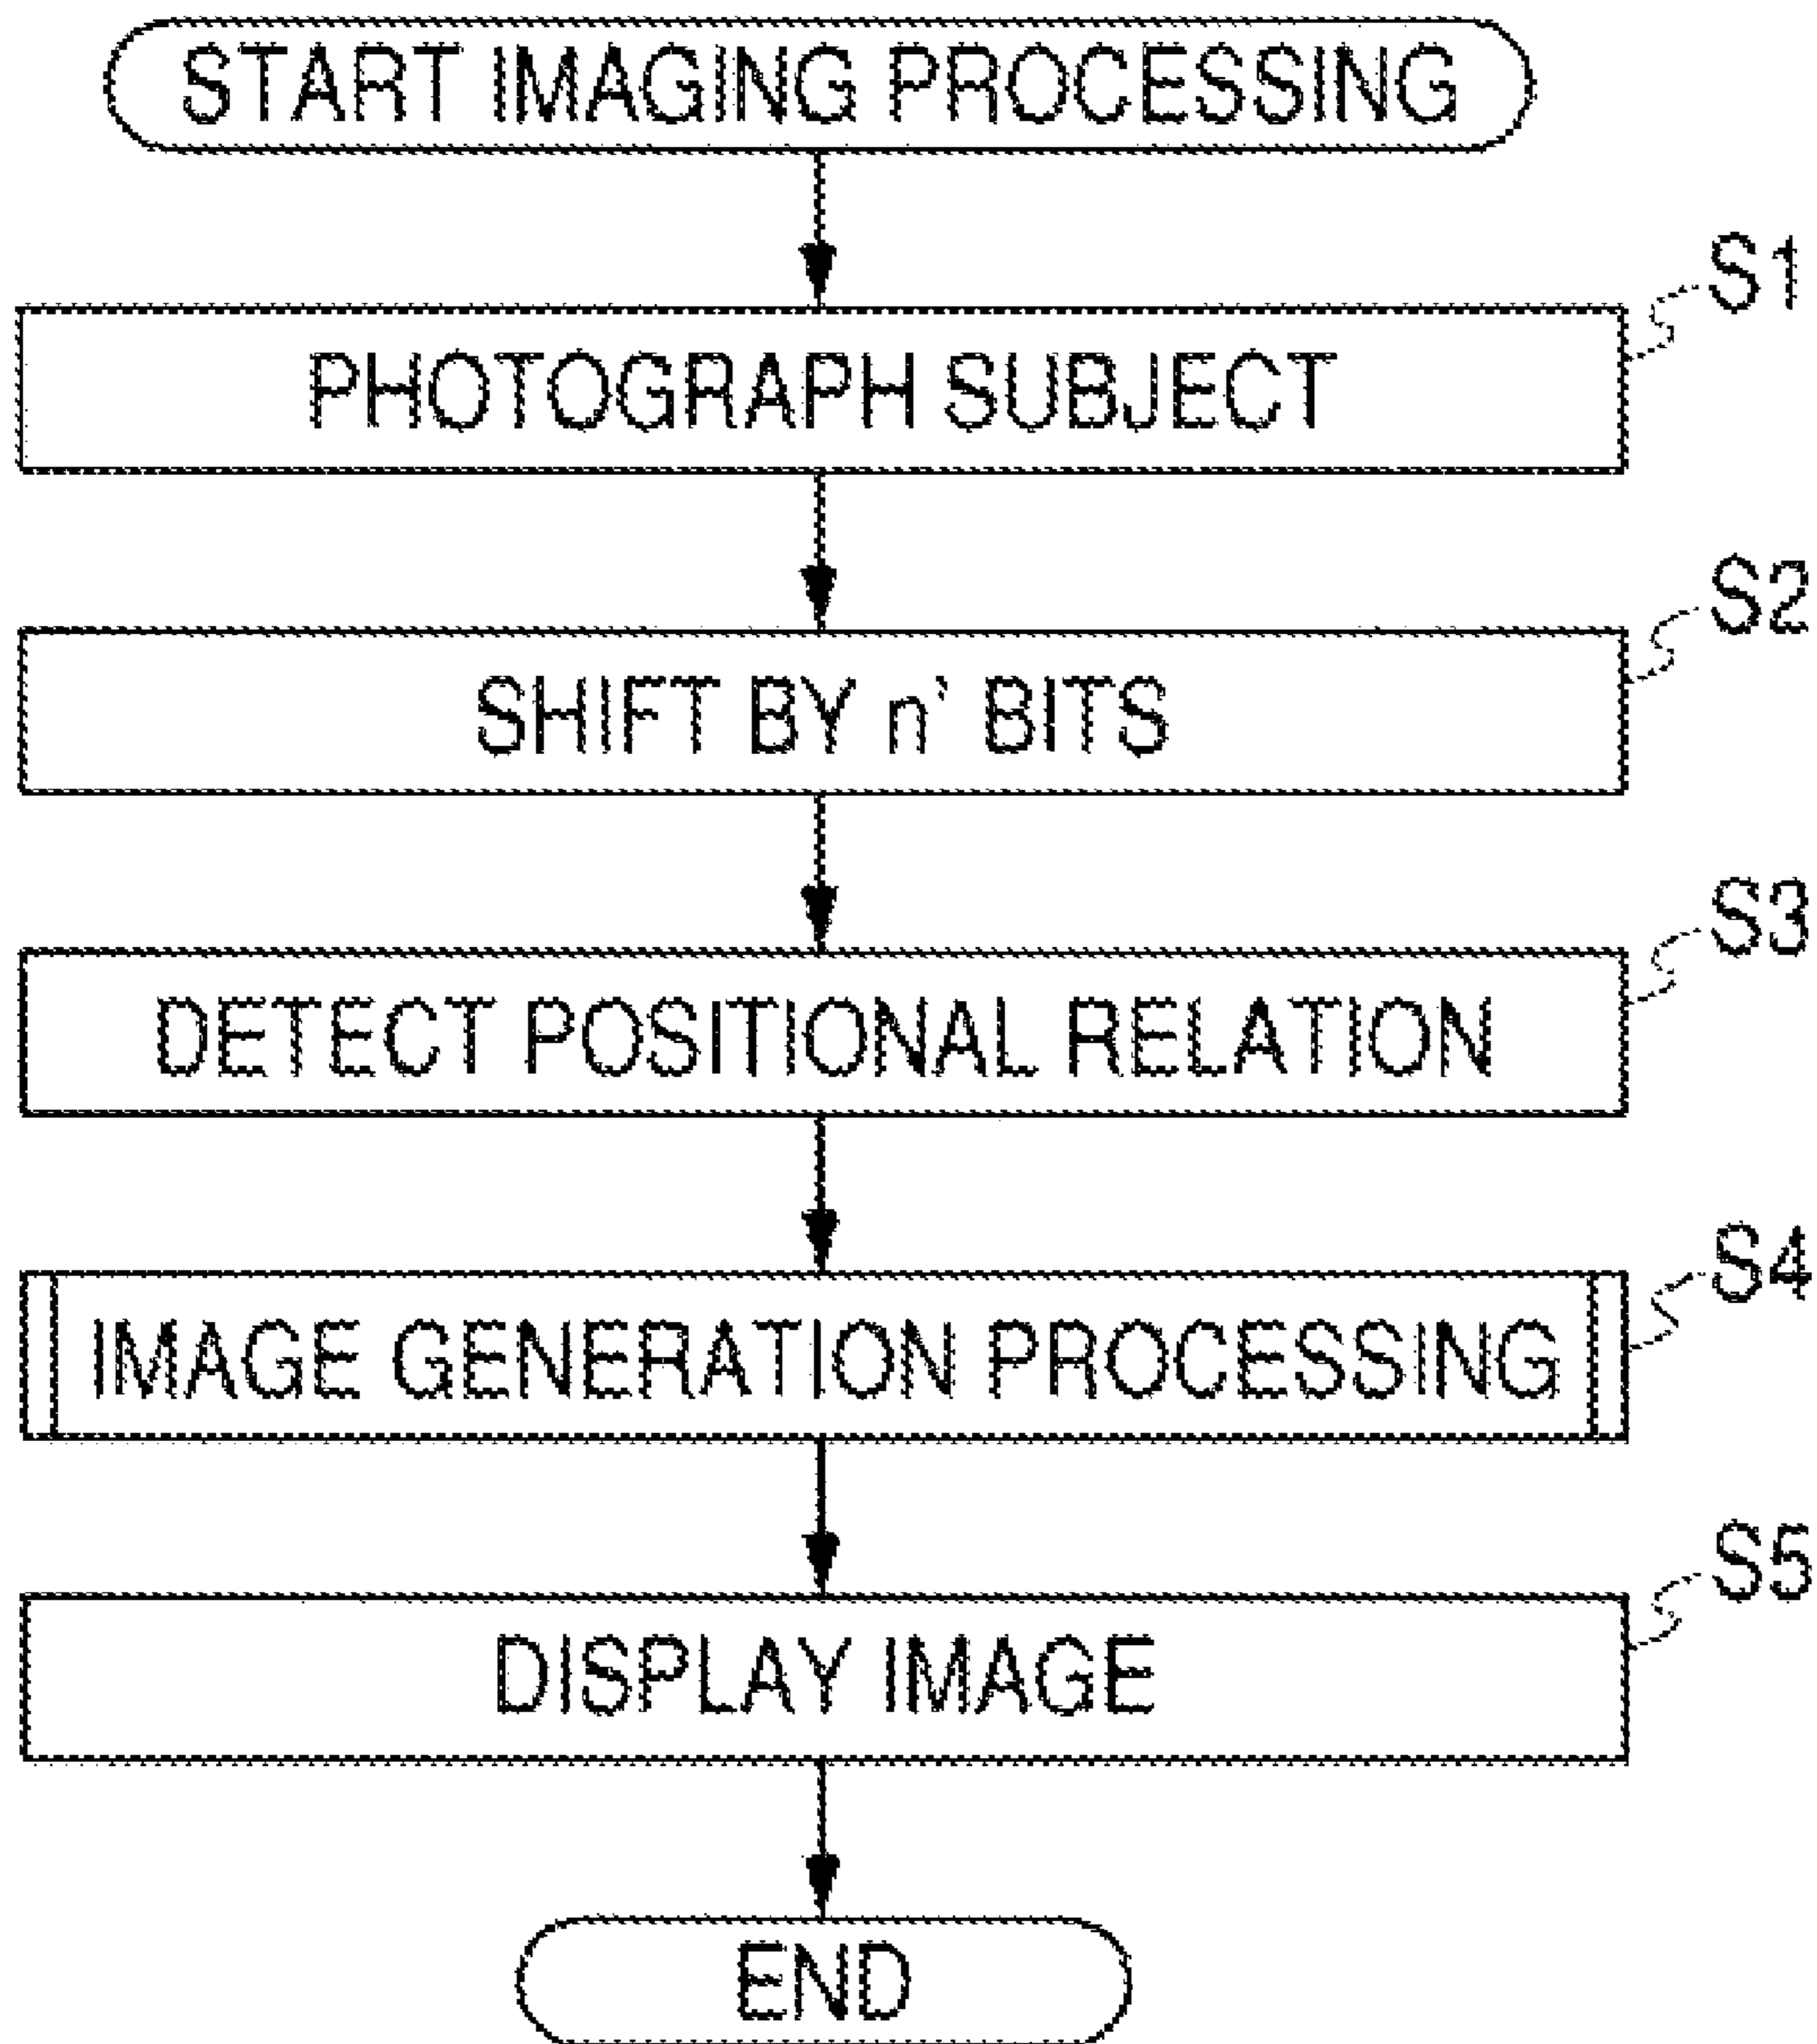 START IMAGING PROCESSING
S1
PHOTOGRAPH SUBJECT
S2
SHIFT BY n' BITS
S3
DETECT POSITIONAL RELATION
S4
IMAGE GENERATION PROCESSING
S5
DISPLAY IMAGE
END